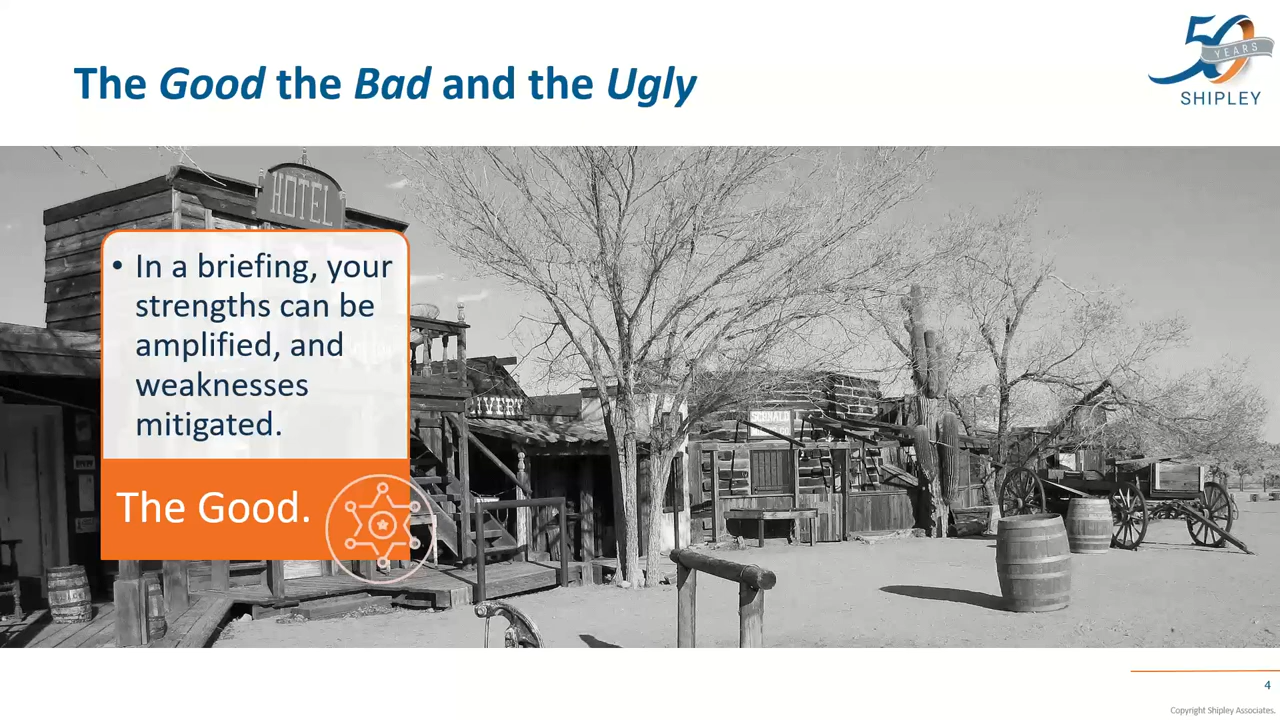 The Good the Bad and the Ugly
50
YEARS
SHIPLEY
HOTEL
• In a briefing, your
strengths can be
amplified, and
weaknesses
mitigated.
The Good.
4
Copyright Shipley Associates.